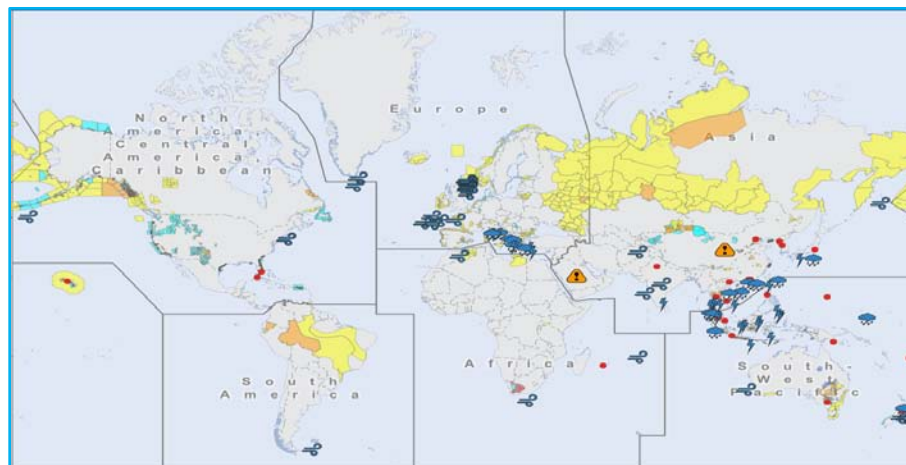 Europe
North
America,
Central
America,
Caribbean
Asia
Africa
South
America
South-
West
Pacific